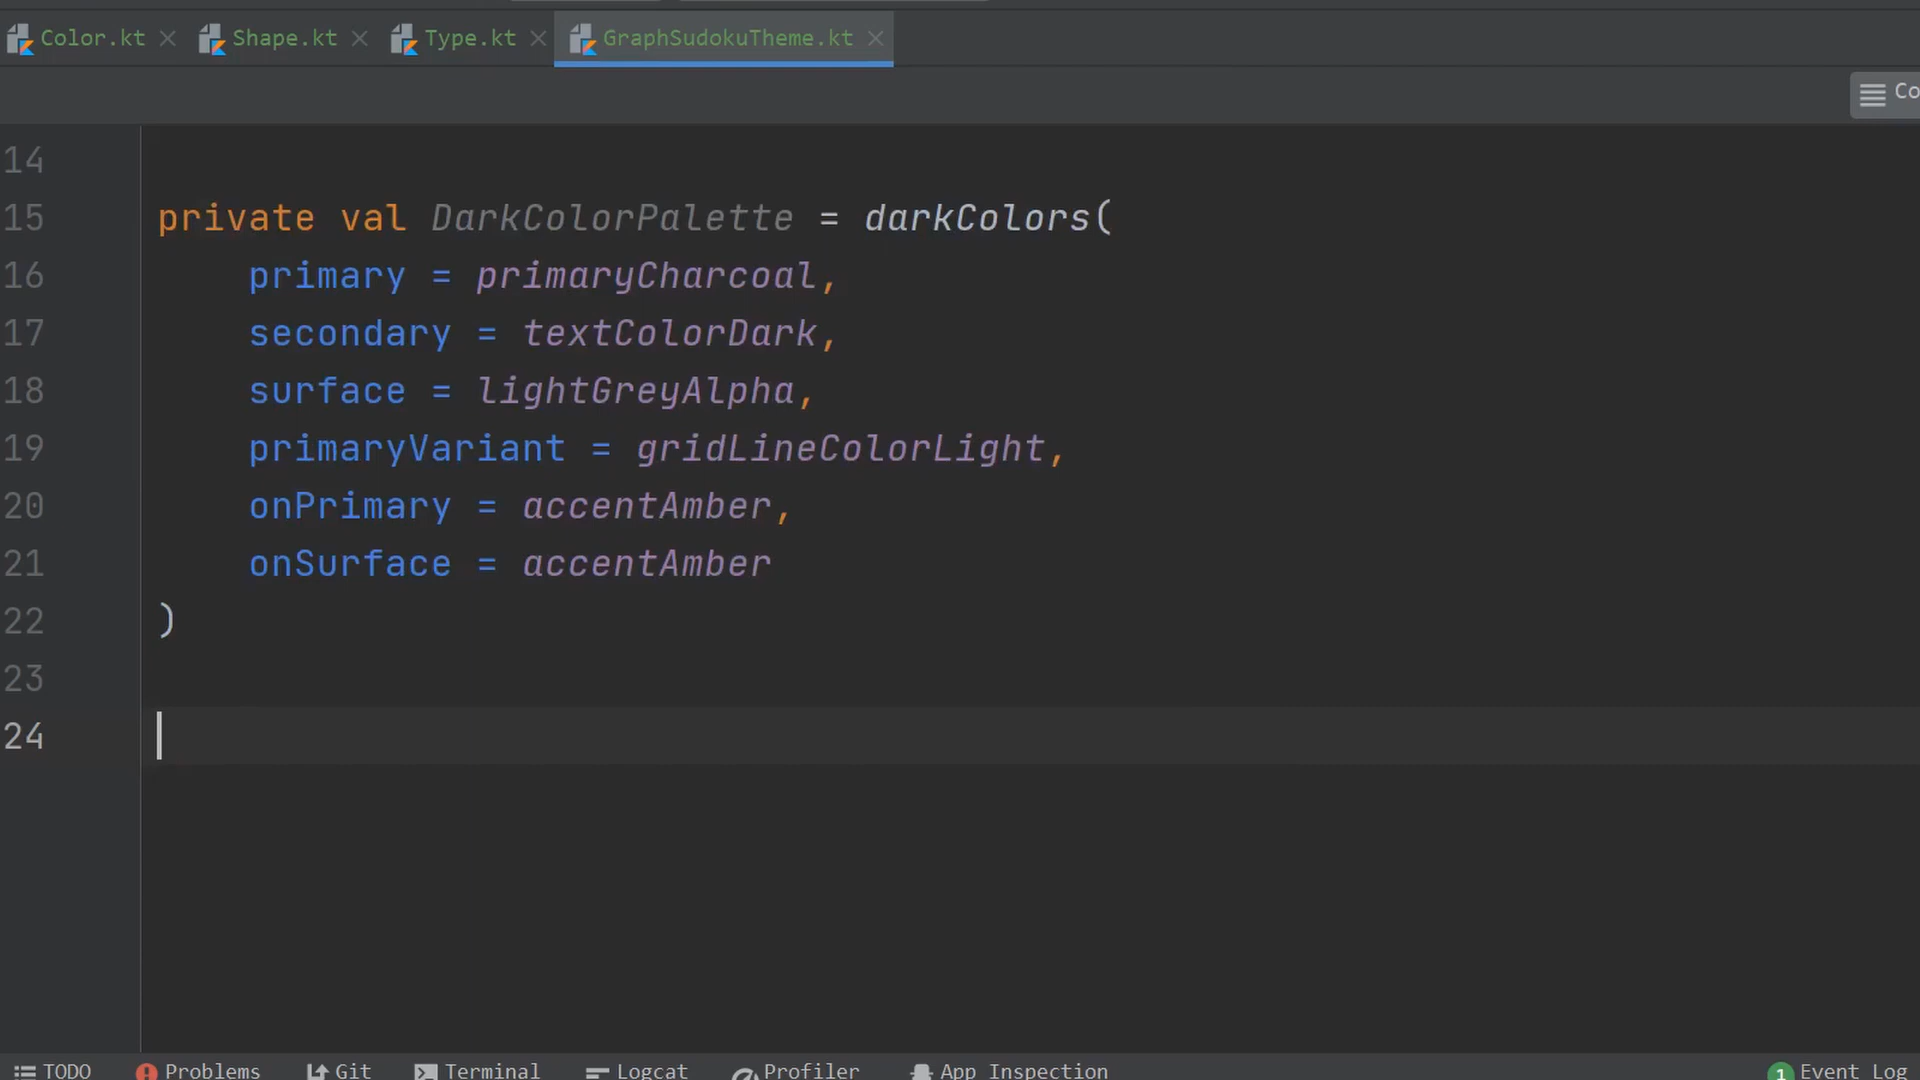 Color.kt Shape.kt Type.kt GraphSudokuTheme.kt
Co
14
15 private val DarkColorPalette = darkColors(
16 primary = primaryCharcoal,
17 secondary = textColorDark,
18 surface = lightGreyAlpha,
19 primaryVariant = gridLineColorLight,
20 onPrimary = accentAmber,
21 onSurface = accentAmber
22 )
23
24
TODO Problems Git Terminal Logcat Profiler App Inspection 1 Event Log